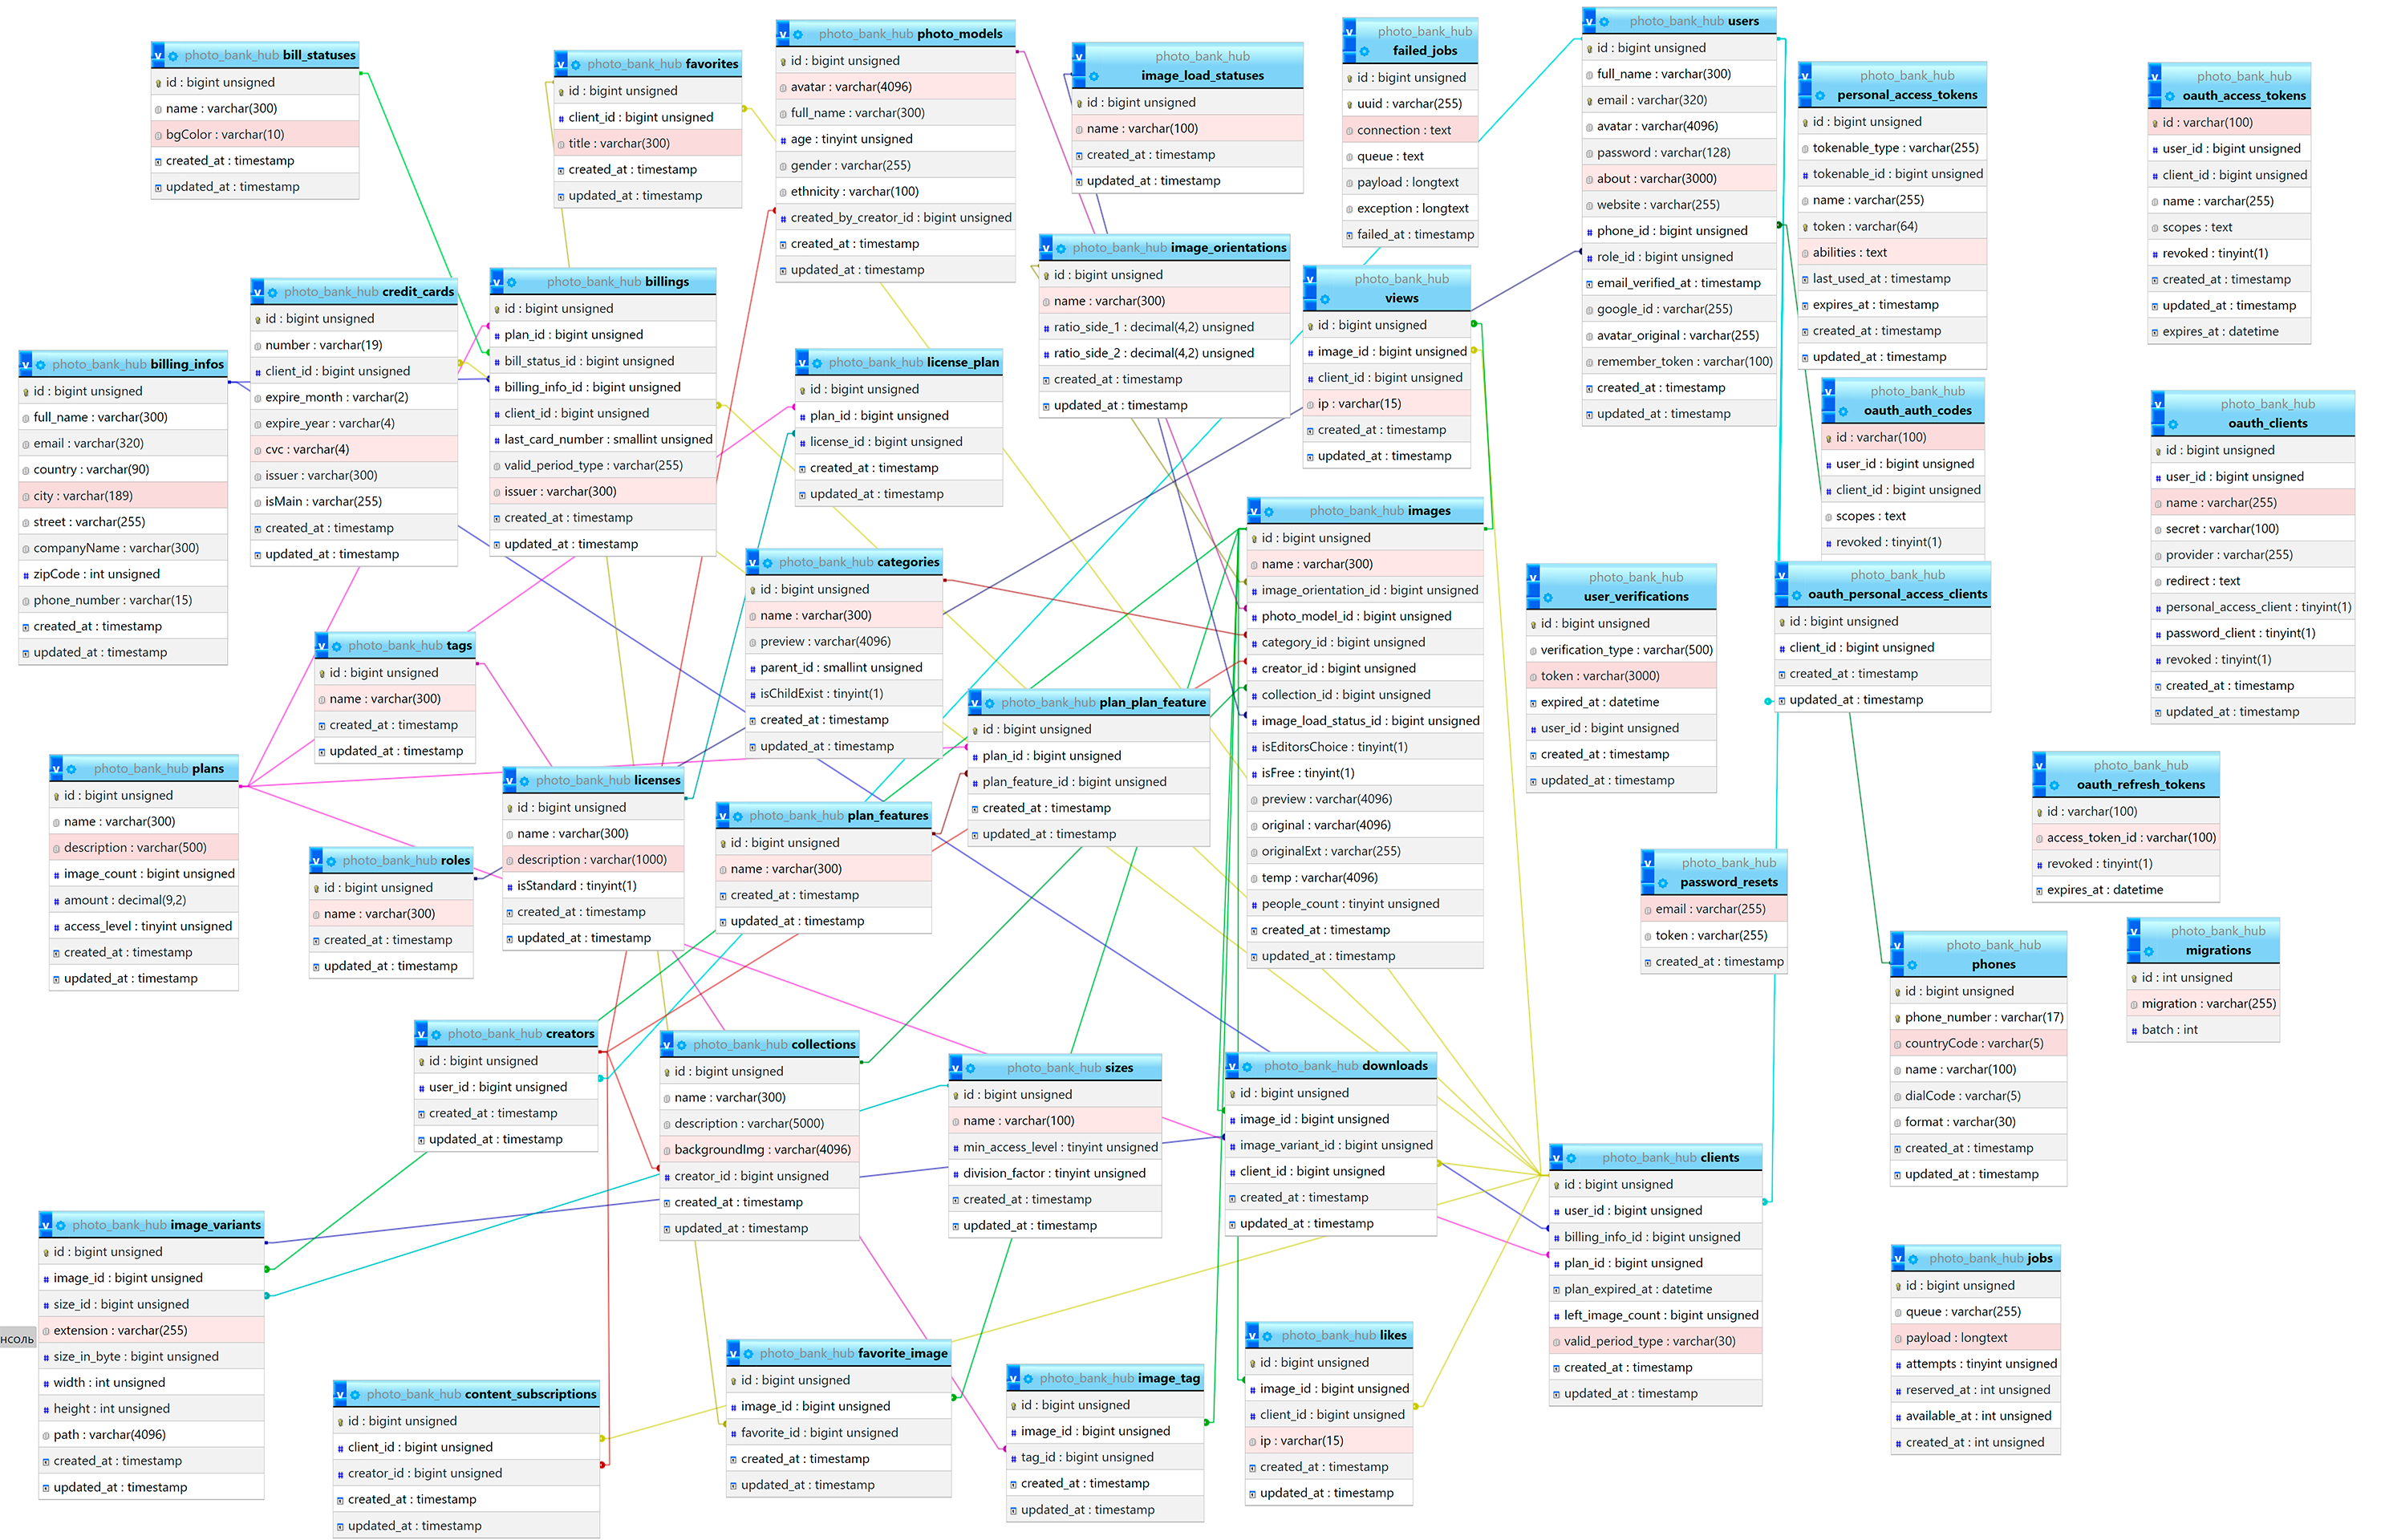 photo_bank_hub bill_statuses
id : bigint unsigned
name : varchar(300)
bgColor : varchar(10)
created_at : timestamp
updated_at : timestamp
photo_bank_hub favorites
id : bigint unsigned
client_id : bigint unsigned
title : varchar(300)
created_at : timestamp
updated_at : timestamp
photo_bank_hub photo_models
id : bigint unsigned
avatar : varchar(4096)
full_name : varchar(300)
age : tinyint unsigned
gender : varchar(255)
ethnicity : varchar(100)
created_by_creator_id : bigint unsigned
created_at : timestamp
updated_at : timestamp
photo_bank_hub
image_load_statuses
id : bigint unsigned
name : varchar(100)
created_at : timestamp
updated_at : timestamp
photo_bank_hub
failed_jobs
id : bigint unsigned
uuid : varchar(255)
connection : text
queue : text
payload : longtext
exception : longtext
failed_at : timestamp
photo_bank_hub users
id : bigint unsigned
full_name : varchar(300)
email : varchar(320)
avatar : varchar(4096)
password : varchar(128)
about : varchar(3000)
website : varchar(255)
phone_id : bigint unsigned
role_id : bigint unsigned
email_verified_at : timestamp
google_id : varchar(255)
avatar_original : varchar(255)
remember_token : varchar(100)
created_at : timestamp
updated_at : timestamp
photo_bank_hub
personal_access_tokens
id : bigint unsigned
tokenable_type : varchar(255)
tokenable_id : bigint unsigned
name : varchar(255)
token : varchar(64)
abilities : text
last_used_at : timestamp
expires_at : timestamp
created_at : timestamp
updated_at : timestamp
photo_bank_hub
oauth_access_tokens
id : varchar(100)
user_id : bigint unsigned
client_id : bigint unsigned
name : varchar(255)
scopes : text
revoked : tinyint(1)
created_at : timestamp
updated_at : timestamp
expires_at : datetime
photo_bank_hub billing_infos
id : bigint unsigned
full_name : varchar(300)
email : varchar(320)
country : varchar(90)
city : varchar(189)
street : varchar(255)
companyName : varchar(300)
zipCode : int unsigned
phone_number : varchar(15)
created_at : timestamp
updated_at : timestamp
photo_bank_hub credit_cards
id : bigint unsigned
number : varchar(19)
client_id : bigint unsigned
expire_month : varchar(2)
expire_year : varchar(4)
cvc : varchar(4)
issuer : varchar(300)
isMain : varchar(255)
created_at : timestamp
updated_at : timestamp
photo_bank_hub billings
id : bigint unsigned
plan_id : bigint unsigned
bill_status_id : bigint unsigned
billing_info_id : bigint unsigned
client_id : bigint unsigned
last_card_number : smallint unsigned
valid_period_type : varchar(255)
issuer : varchar(300)
created_at : timestamp
updated_at : timestamp
photo_bank_hub license_plan
id : bigint unsigned
plan_id : bigint unsigned
license_id : bigint unsigned
created_at : timestamp
updated_at : timestamp
photo_bank_hub image_orientations
id : bigint unsigned
name : varchar(300)
ratio_side_1 : decimal(4,2) unsigned
ratio_side_2 : decimal(4,2) unsigned
created_at : timestamp
updated_at : timestamp
photo_bank_hub
views
id : bigint unsigned
image_id : bigint unsigned
client_id : bigint unsigned
ip : varchar(15)
created_at : timestamp
updated_at : timestamp
photo_bank_hub
oauth_auth_codes
id : varchar(100)
user_id : bigint unsigned
client_id : bigint unsigned
scopes : text
revoked : tinyint(1)
photo_bank_hub
oauth_clients
id : bigint unsigned
user_id : bigint unsigned
name : varchar(255)
secret : varchar(100)
provider : varchar(255)
redirect : text
personal_access_client : tinyint(1)
password_client : tinyint(1)
revoked : tinyint(1)
created_at : timestamp
updated_at : timestamp
photo_bank_hub categories
id : bigint unsigned
name : varchar(300)
preview : varchar(4096)
parent_id : smallint unsigned
isChildExist : tinyint(1)
created_at : timestamp
updated_at : timestamp
photo_bank_hub images
id : bigint unsigned
name : varchar(300)
image_orientation_id : bigint unsigned
photo_model_id : bigint unsigned
category_id : bigint unsigned
creator_id : bigint unsigned
collection_id : bigint unsigned
image_load_status_id : bigint unsigned
isEditorsChoice : tinyint(1)
isFree : tinyint(1)
preview : varchar(4096)
original : varchar(4096)
originalExt : varchar(255)
temp : varchar(4096)
people_count : tinyint unsigned
created_at : timestamp
updated_at : timestamp
photo_bank_hub
user_verifications
id : bigint unsigned
verification_type : varchar(500)
token : varchar(3000)
expired_at : datetime
user_id : bigint unsigned
created_at : timestamp
updated_at : timestamp
photo_bank_hub
oauth_personal_access_clients
id : bigint unsigned
client_id : bigint unsigned
created_at : timestamp
updated_at : timestamp
photo_bank_hub tags
id : bigint unsigned
name : varchar(300)
created_at : timestamp
updated_at : timestamp
photo_bank_hub plan_plan_feature
id : bigint unsigned
plan_id : bigint unsigned
plan_feature_id : bigint unsigned
created_at : timestamp
updated_at : timestamp
photo_bank_hub plans
id : bigint unsigned
name : varchar(300)
description : varchar(500)
image_count : bigint unsigned
amount : decimal(9,2)
access_level : tinyint unsigned
created_at : timestamp
updated_at : timestamp
photo_bank_hub roles
id : bigint unsigned
name : varchar(300)
created_at : timestamp
updated_at : timestamp
photo_bank_hub licenses
id : bigint unsigned
name : varchar(300)
description : varchar(1000)
isStandard : tinyint(1)
created_at : timestamp
updated_at : timestamp
photo_bank_hub plan_features
id : bigint unsigned
name : varchar(300)
created_at : timestamp
updated_at : timestamp
photo_bank_hub
oauth_refresh_tokens
id : varchar(100)
access_token_id : varchar(100)
revoked : tinyint(1)
expires_at : datetime
photo_bank_hub
password_resets
email : varchar(255)
token : varchar(255)
created_at : timestamp
photo_bank_hub
phones
id : bigint unsigned
phone_number : varchar(17)
countryCode : varchar(5)
name : varchar(100)
dialCode : varchar(5)
format : varchar(30)
created_at : timestamp
updated_at : timestamp
photo_bank_hub
migrations
id : int unsigned
migration : varchar(255)
batch : int
photo_bank_hub creators
id : bigint unsigned
user_id : bigint unsigned
created_at : timestamp
updated_at : timestamp
photo_bank_hub collections
id : bigint unsigned
name : varchar(300)
description : varchar(5000)
backgroundImg : varchar(4096)
creator_id : bigint unsigned
created_at : timestamp
updated_at : timestamp
photo_bank_hub sizes
id : bigint unsigned
name : varchar(100)
min_access_level : tinyint unsigned
division_factor : tinyint unsigned
created_at : timestamp
updated_at : timestamp
photo_bank_hub downloads
id : bigint unsigned
image_id : bigint unsigned
image_variant_id : bigint unsigned
client_id : bigint unsigned
created_at : timestamp
updated_at : timestamp
photo_bank_hub clients
id : bigint unsigned
user_id : bigint unsigned
billing_info_id : bigint unsigned
plan_id : bigint unsigned
plan_expired_at : datetime
left_image_count : bigint unsigned
valid_period_type : varchar(30)
created_at : timestamp
updated_at : timestamp
photo_bank_hub image_variants
id : bigint unsigned
image_id : bigint unsigned
size_id : bigint unsigned
extension : varchar(255)
size_in_byte : bigint unsigned
width : int unsigned
height : int unsigned
path : varchar(4096)
created_at : timestamp
updated_at : timestamp
нсоль
photo_bank_hub content_subscriptions
id : bigint unsigned
client_id : bigint unsigned
creator_id : bigint unsigned
created_at : timestamp
updated_at : timestamp
photo_bank_hub favorite_image
id : bigint unsigned
image_id : bigint unsigned
favorite_id : bigint unsigned
created_at : timestamp
updated_at : timestamp
photo_bank_hub image_tag
id : bigint unsigned
image_id : bigint unsigned
tag_id : bigint unsigned
created_at : timestamp
updated_at : timestamp
photo_bank_hub likes
id : bigint unsigned
image_id : bigint unsigned
client_id : bigint unsigned
ip : varchar(15)
created_at : timestamp
updated_at : timestamp
photo_bank_hub jobs
id : bigint unsigned
queue : varchar(255)
payload : longtext
attempts : tinyint unsigned
reserved_at : int unsigned
available_at : int unsigned
created_at : int unsigned